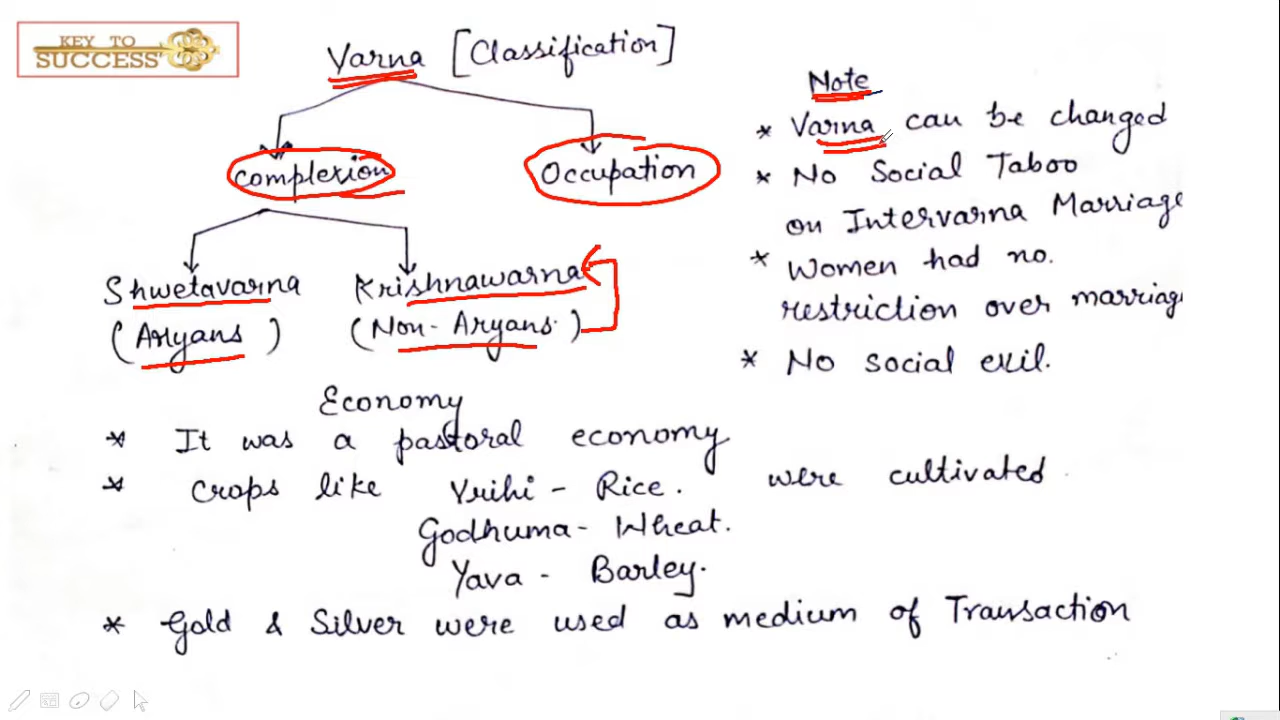 KEY TO
SUCCESS
Varna [Classification]
Complexion
Occupation
Shwetavarna
(Aryans)
Krishnawarna
(Non-Aryans)
Note
* Varna can be changed
* No Social Taboo
on Intervarna Marriage
* Women had no.
restriction over marriag
* No social exil.
Economy
* It was a pastoral economy
* Crops like Vrihi - Rice. were cultivated
Godhuma - Wheat.
Yava - Barley.
* Gold & Silver were used as medium of Transaction